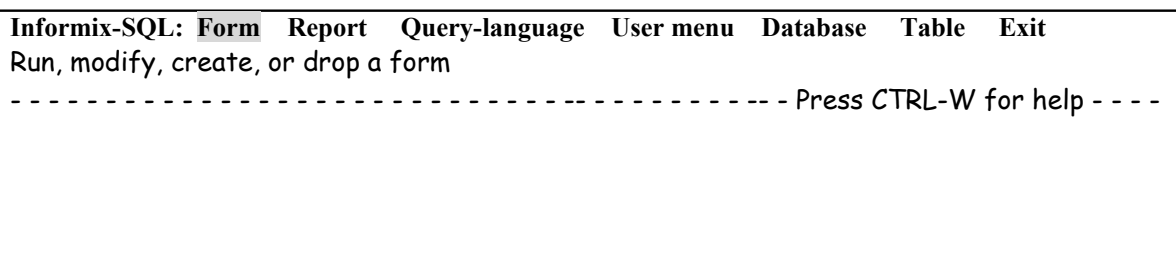 Informix-SQL: Form Report Query-language User menu Database Table Exit
Run, modify, create, or drop a form
- - - - - - - - - - - - - - - - - - - - - - - - - - - - - -- - - - - - - - - - -- - Press CTRL-W for help - - - -